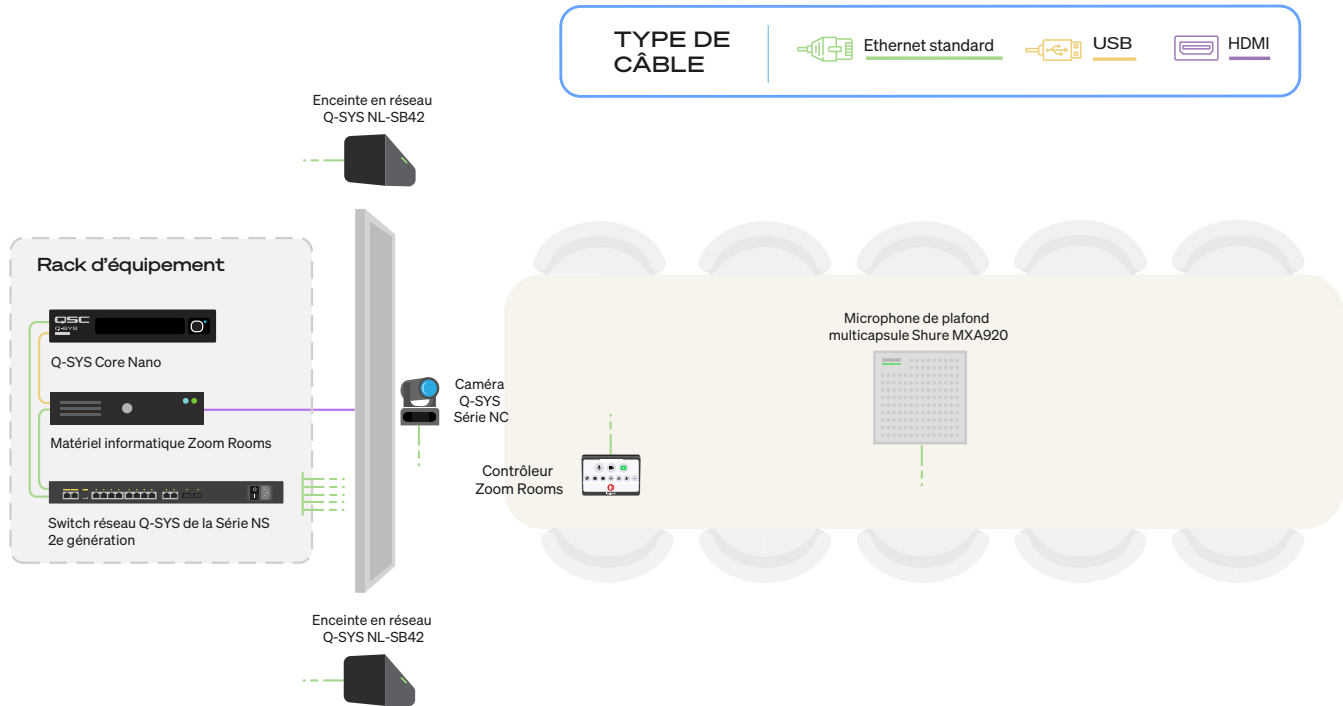 TYPE DE
CÂBLE
Ethernet standard
USB
HDMI
Enceinte en réseau
Q-SYS NL-SB42
Rack d'équipement
QSC
Q-SYS
Q-SYS Core Nano
Matériel informatique Zoom Rooms
Switch réseau Q-SYS de la Série NS
2e génération
Caméra
Q-SYS
Série NC
Microphone de plafond
multicapsule Shure MXA920
SHURE
Contrôleur
Zoom Rooms
Enceinte en réseau
Q-SYS NL-SB42